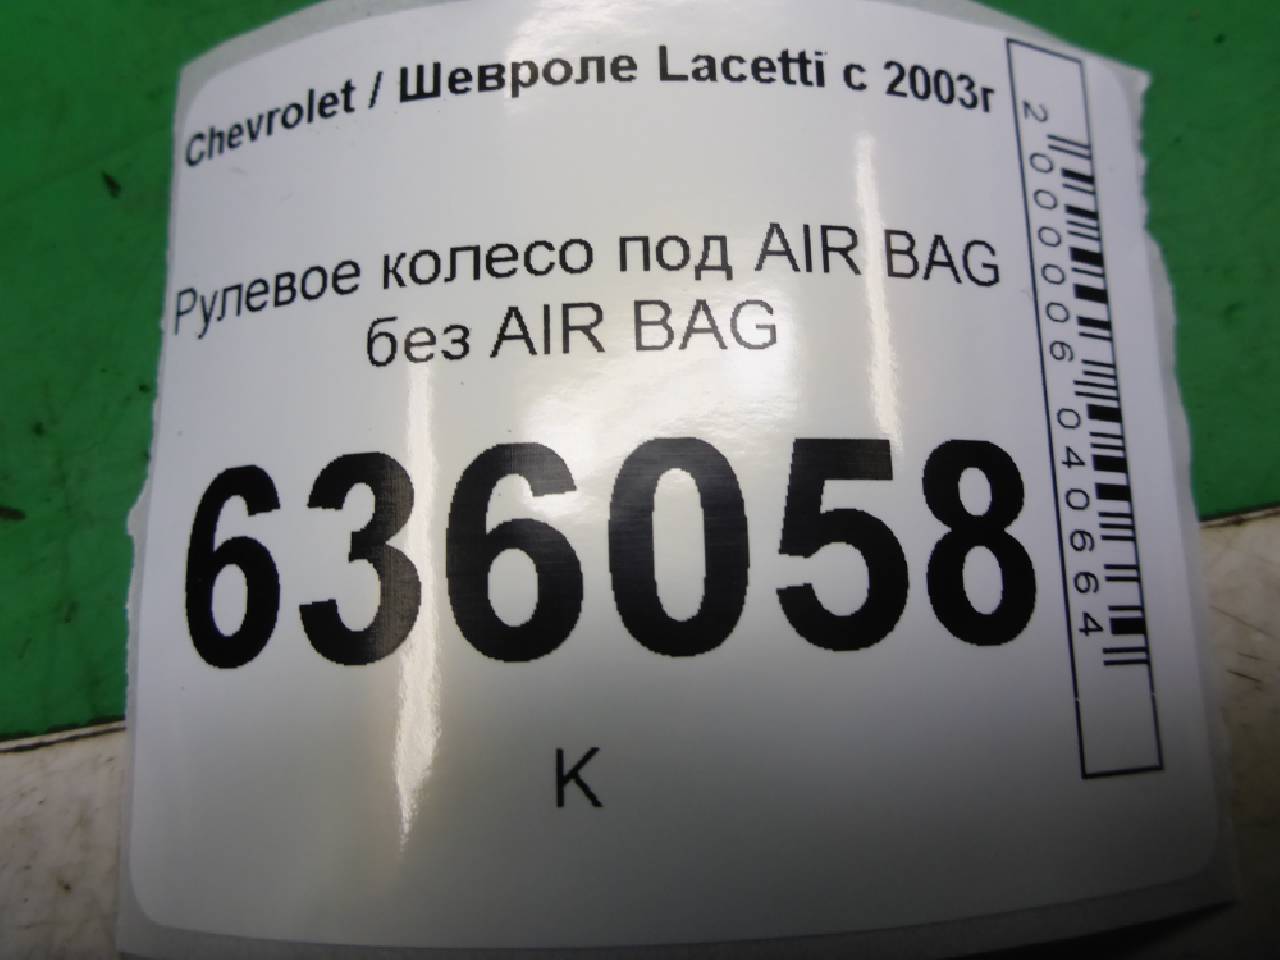 Chevrolet / Шевроле Lacetti с 2003г
Рулевое колесо под AIR BAG
без AIR BAG
636058
К
2000006040664